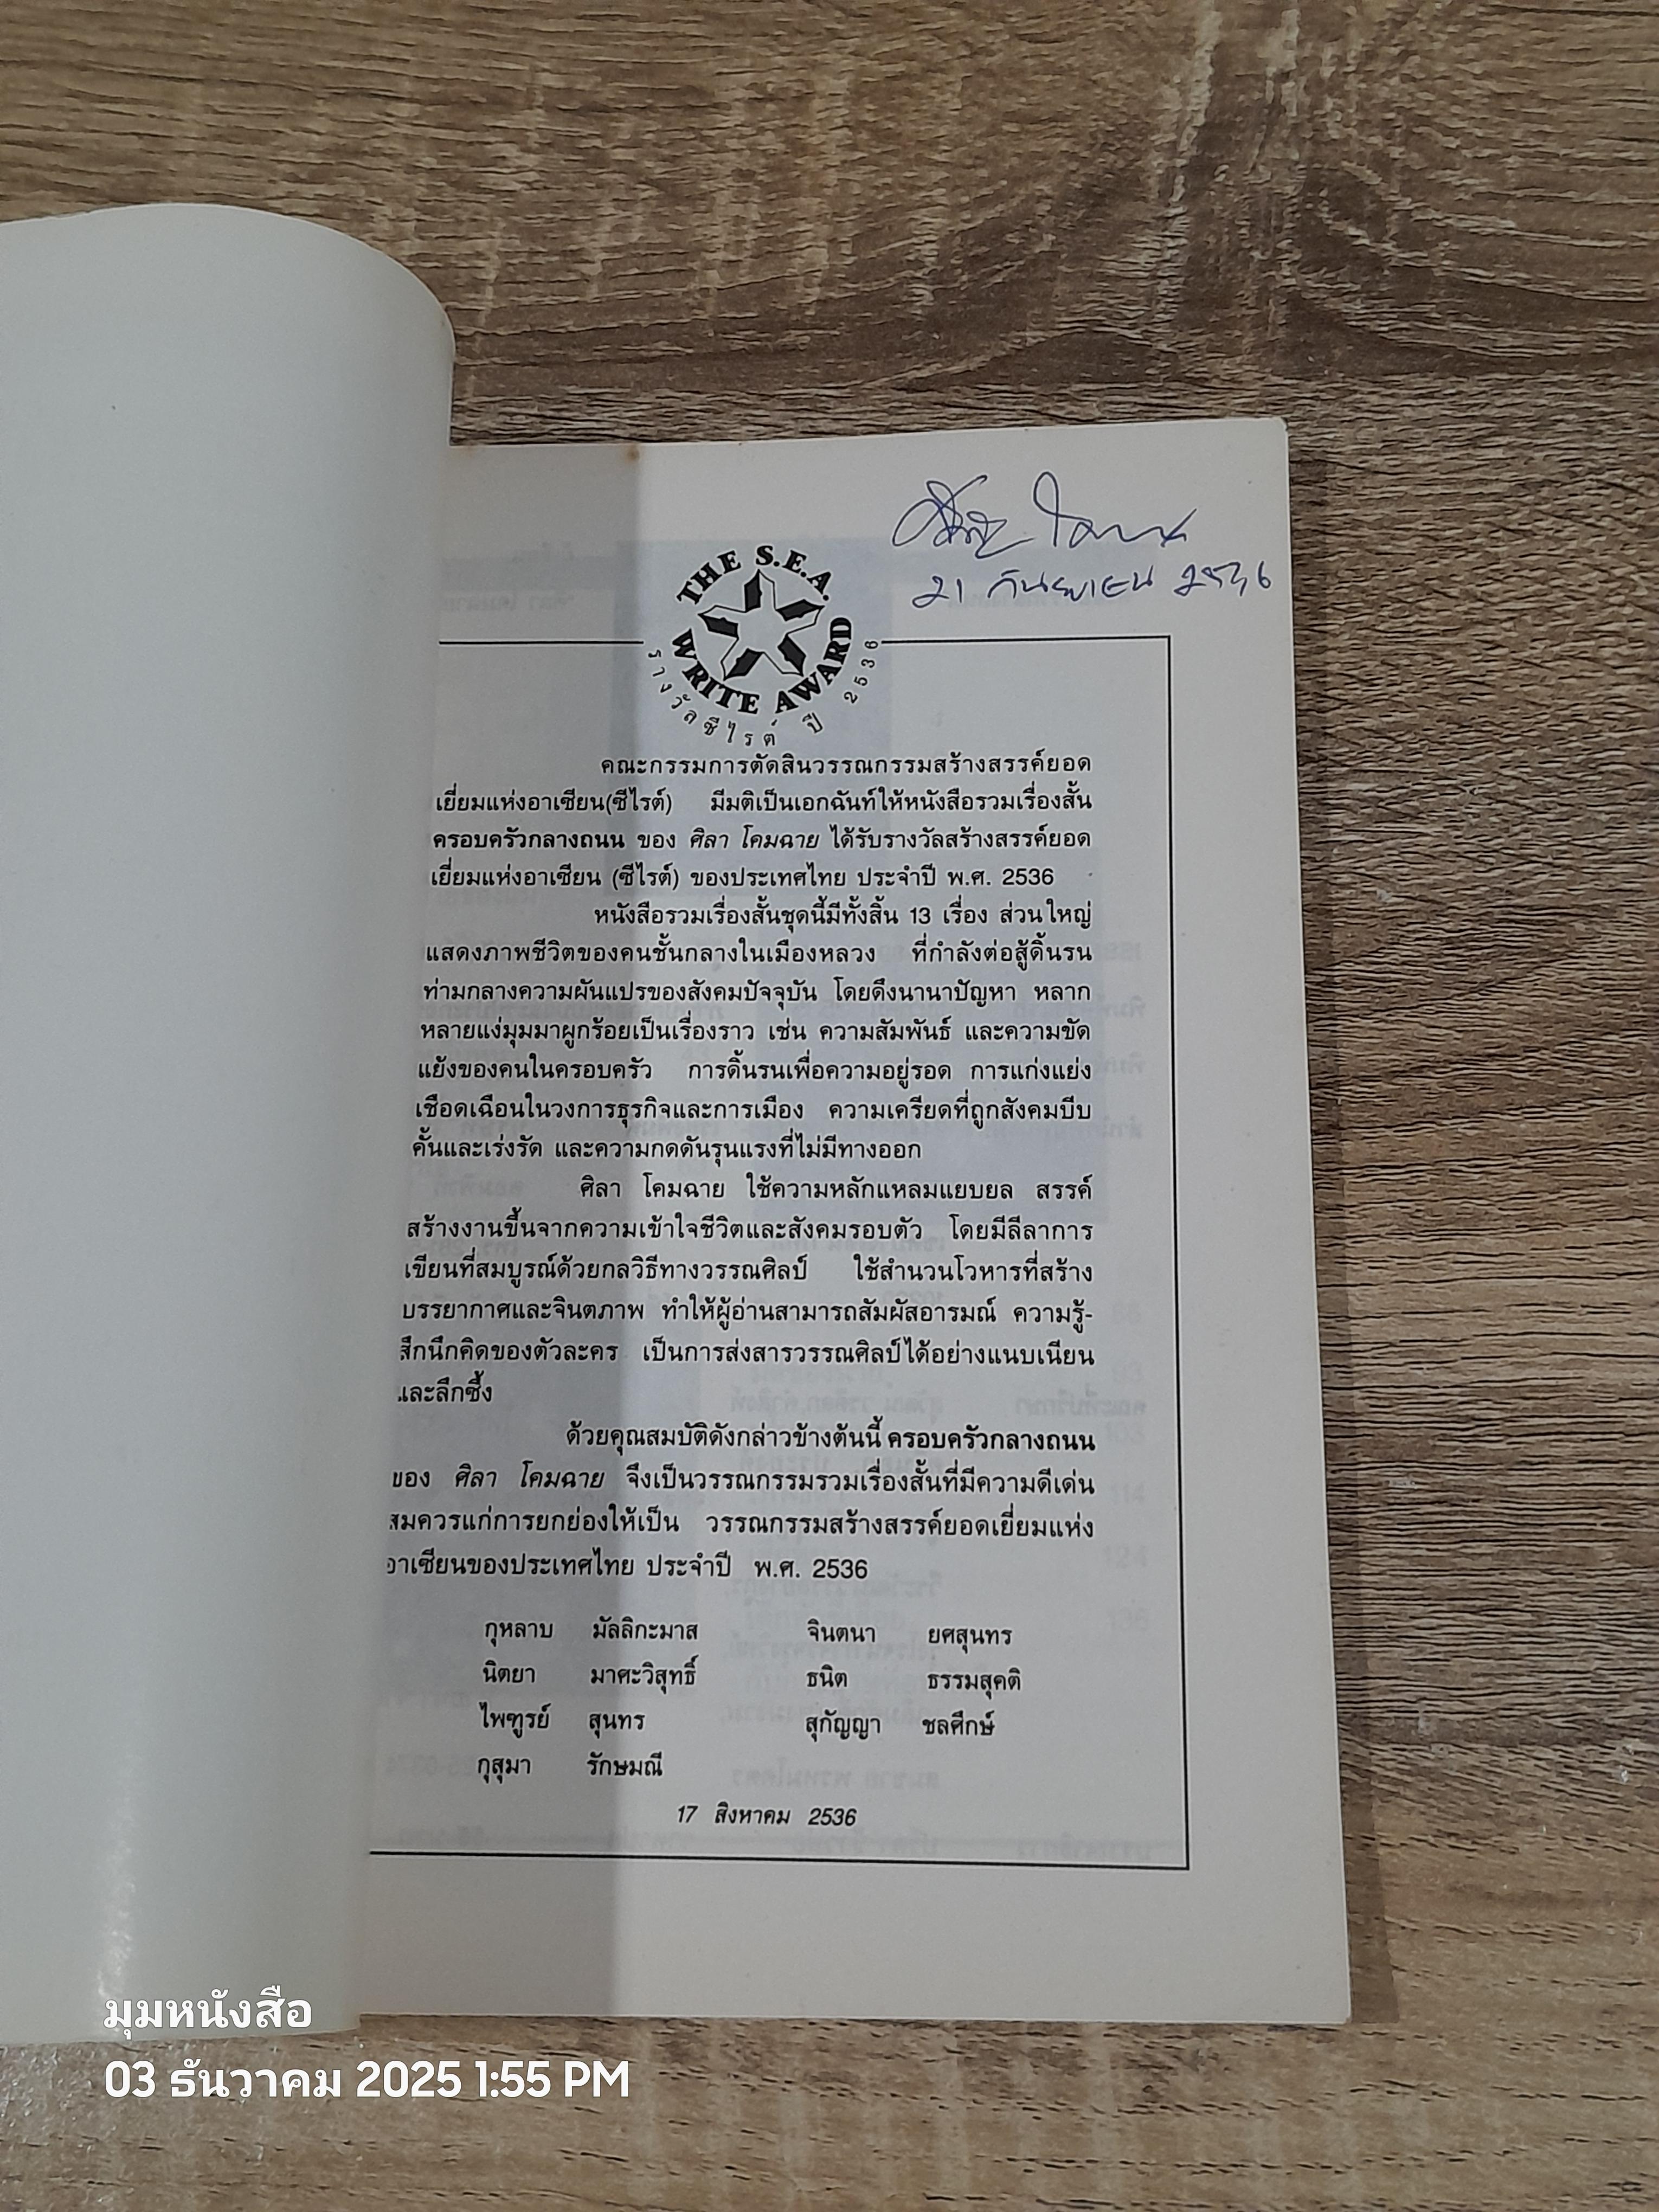 21 กันยายน 2536
THE S.E.A.
WRITE AWARD
รางวัลซีไรต์ ปี 2536
คณะกรรมการตัดสินวรรณกรรมสร้างสรรค์ยอด
เยี่ยมแห่งอาเซียน(ซีไรต์) มีมติเป็นเอกฉันท์ให้หนังสือรวมเรื่องสั้น
ครอบครัวกลางถนน ของ ศิลา โคมฉาย ได้รับรางวัลสร้างสรรค์ยอด
เยี่ยมแห่งอาเซียน (ซีไรต์) ของประเทศไทย ประจำปี พ.ศ. 2536
หนังสือรวมเรื่องสั้นชุดนี้มีทั้งสิ้น 13 เรื่อง ส่วนใหญ่
แสดงภาพชีวิตของคนชั้นกลางในเมืองหลวง ที่กำลังต่อสู้ดิ้นรน
ท่ามกลางความผันแปรของสังคมปัจจุบัน โดยดึงนานาปัญหา หลาก
หลายแง่มุมมาผูกร้อยเป็นเรื่องราว เช่น ความสัมพันธ์ และความขัด
แย้งของคนในครอบครัว การดิ้นรนเพื่อความอยู่รอด การแก่งแย่ง
เชือดเฉือนในวงการธุรกิจและการเมือง ความเครียดที่ถูกสังคมบีบ
คั้นและเร่งรัด และความกดดันรุนแรงที่ไม่มีทางออก
ศิลา โคมฉาย ใช้ความหลักแหลมแยบยล สรรค์
สร้างงานขึ้นจากความเข้าใจชีวิตและสังคมรอบตัว โดยมีลีลาการ
เขียนที่สมบูรณ์ด้วยกลวิธีทางวรรณศิลป์ ใช้สำนวนโวหารที่สร้าง
บรรยากาศและจินตภาพ ทำให้ผู้อ่านสามารถสัมผัสอารมณ์ ความรู้-
สึกนึกคิดของตัวละคร เป็นการส่งสารวรรณศิลป์ได้อย่างแนบเนียน
และลึกซึ้ง
ด้วยคุณสมบัติดังกล่าวข้างต้นนี้ ครอบครัวกลางถนน
ของ ศิลา โคมฉาย จึงเป็นวรรณกรรมรวมเรื่องสั้นที่มีความดีเด่น
สมควรแก่การยกย่องให้เป็น วรรณกรรมสร้างสรรค์ยอดเยี่ยมแห่ง
อาเซียนของประเทศไทย ประจำปี พ.ศ. 2536
กุหลาบ มัลลิกะมาส จินตนา ยศสุนทร
นิตยา มาศะวิสุทธิ์ ธนิต ธรรมสุคติ
ไพฑูรย์ สุนทร สุกัญญา ชลศึกษ์
กุสุมา รักษมณี
17 สิงหาคม 2536
มุมหนังสือ
03 ธันวาคม 2025 1:55 PM